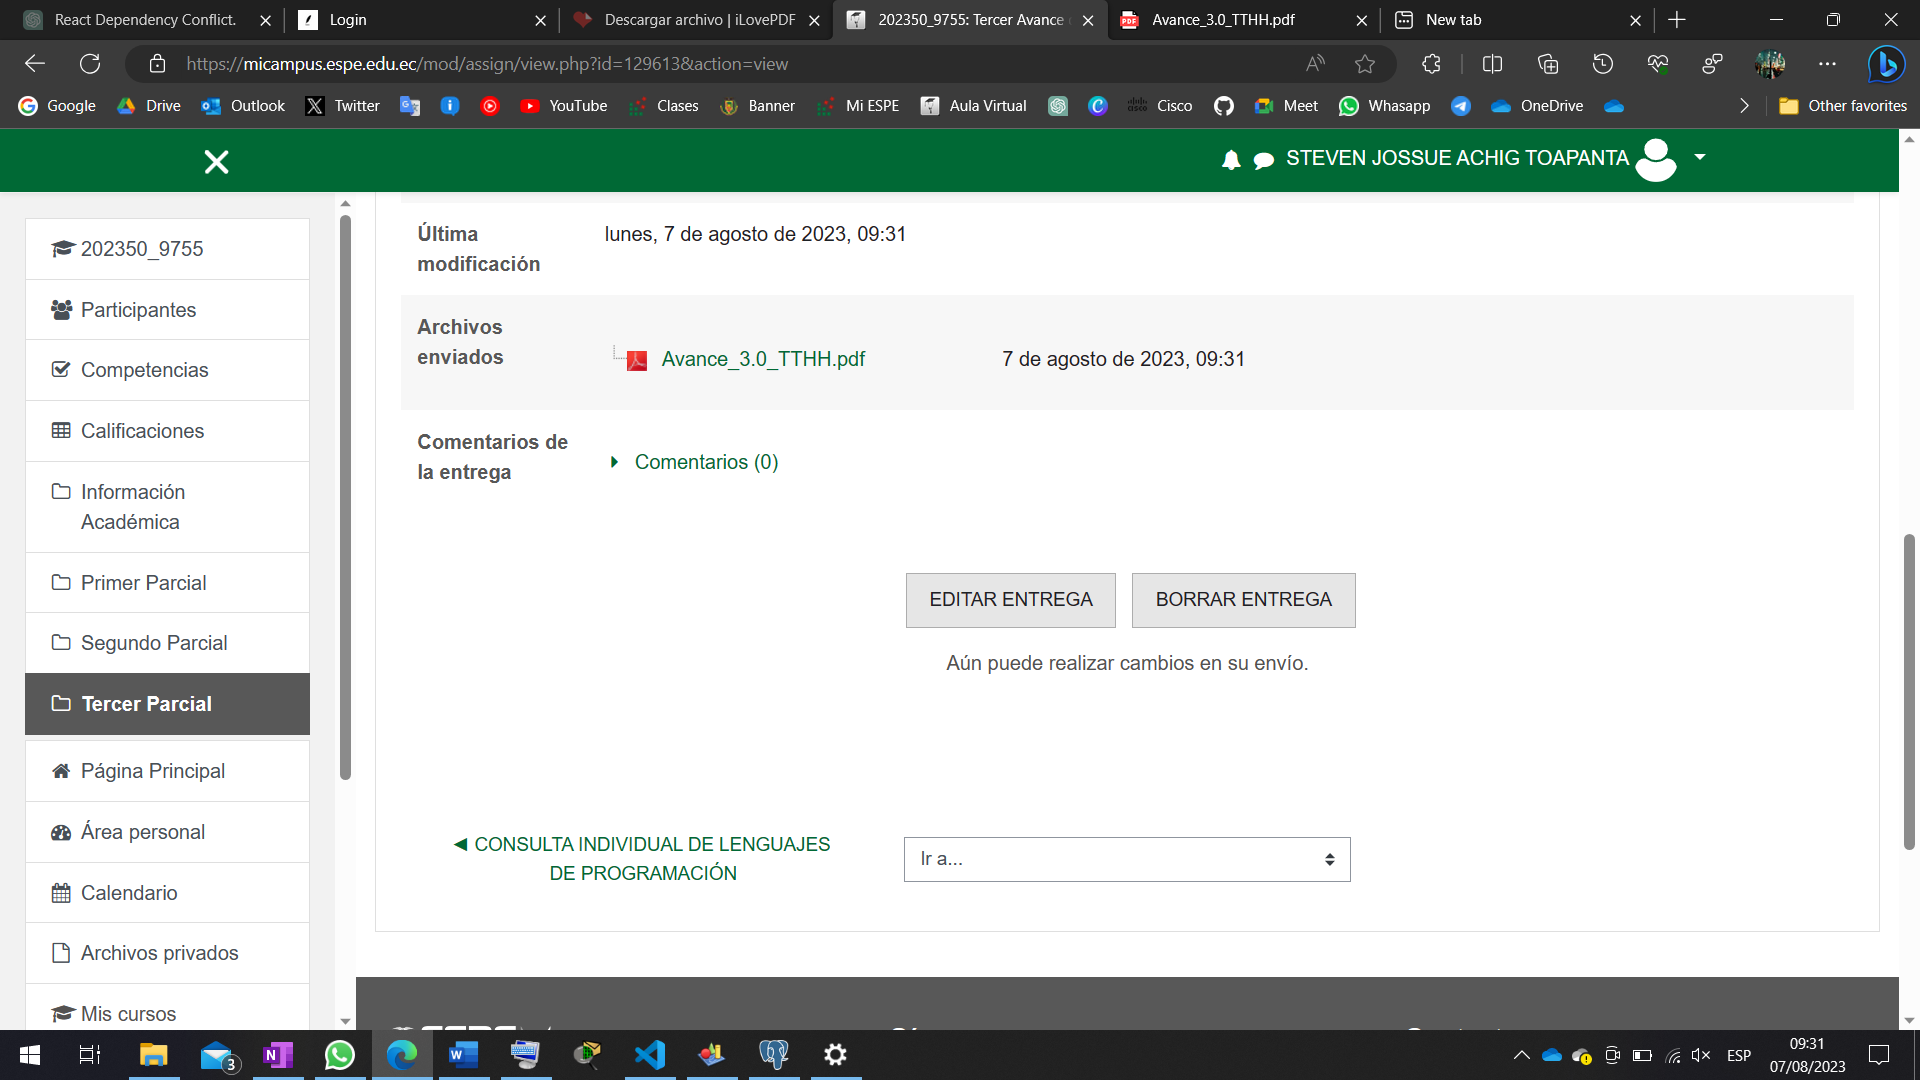 React Dependency Conflict.
Login
Descargar archivo | iLovePDF
202350_9755: Tercer Avance
Avance_3.0_TTHH.pdf
New tab
https://micampus.espe.edu.ec/mod/assign/view.php?id=129613&action=view
Google
Drive
Outlook
Twitter
YouTube
Clases
Banner
Mi ESPE
Aula Virtual
Cisco
Meet
Whasapp
OneDrive
Other favorites
STEVEN JOSSUE ACHIG TOAPANTA
202350_9755
Participantes
Competencias
Calificaciones
Información
Académica
Primer Parcial
Segundo Parcial
Tercer Parcial
Página Principal
Área personal
Calendario
Archivos privados
Mis cursos
Última
modificación
lunes, 7 de agosto de 2023, 09:31
Archivos
enviados
Avance_3.0_TTHH.pdf
7 de agosto de 2023, 09:31
Comentarios de
la entrega
Comentarios (0)
EDITAR ENTREGA
BORRAR ENTREGA
Aún puede realizar cambios en su envío.
◄ CONSULTA INDIVIDUAL DE LENGUAJES
DE PROGRAMACIÓN
Ir a...
3
ESP
09:31
07/08/2023